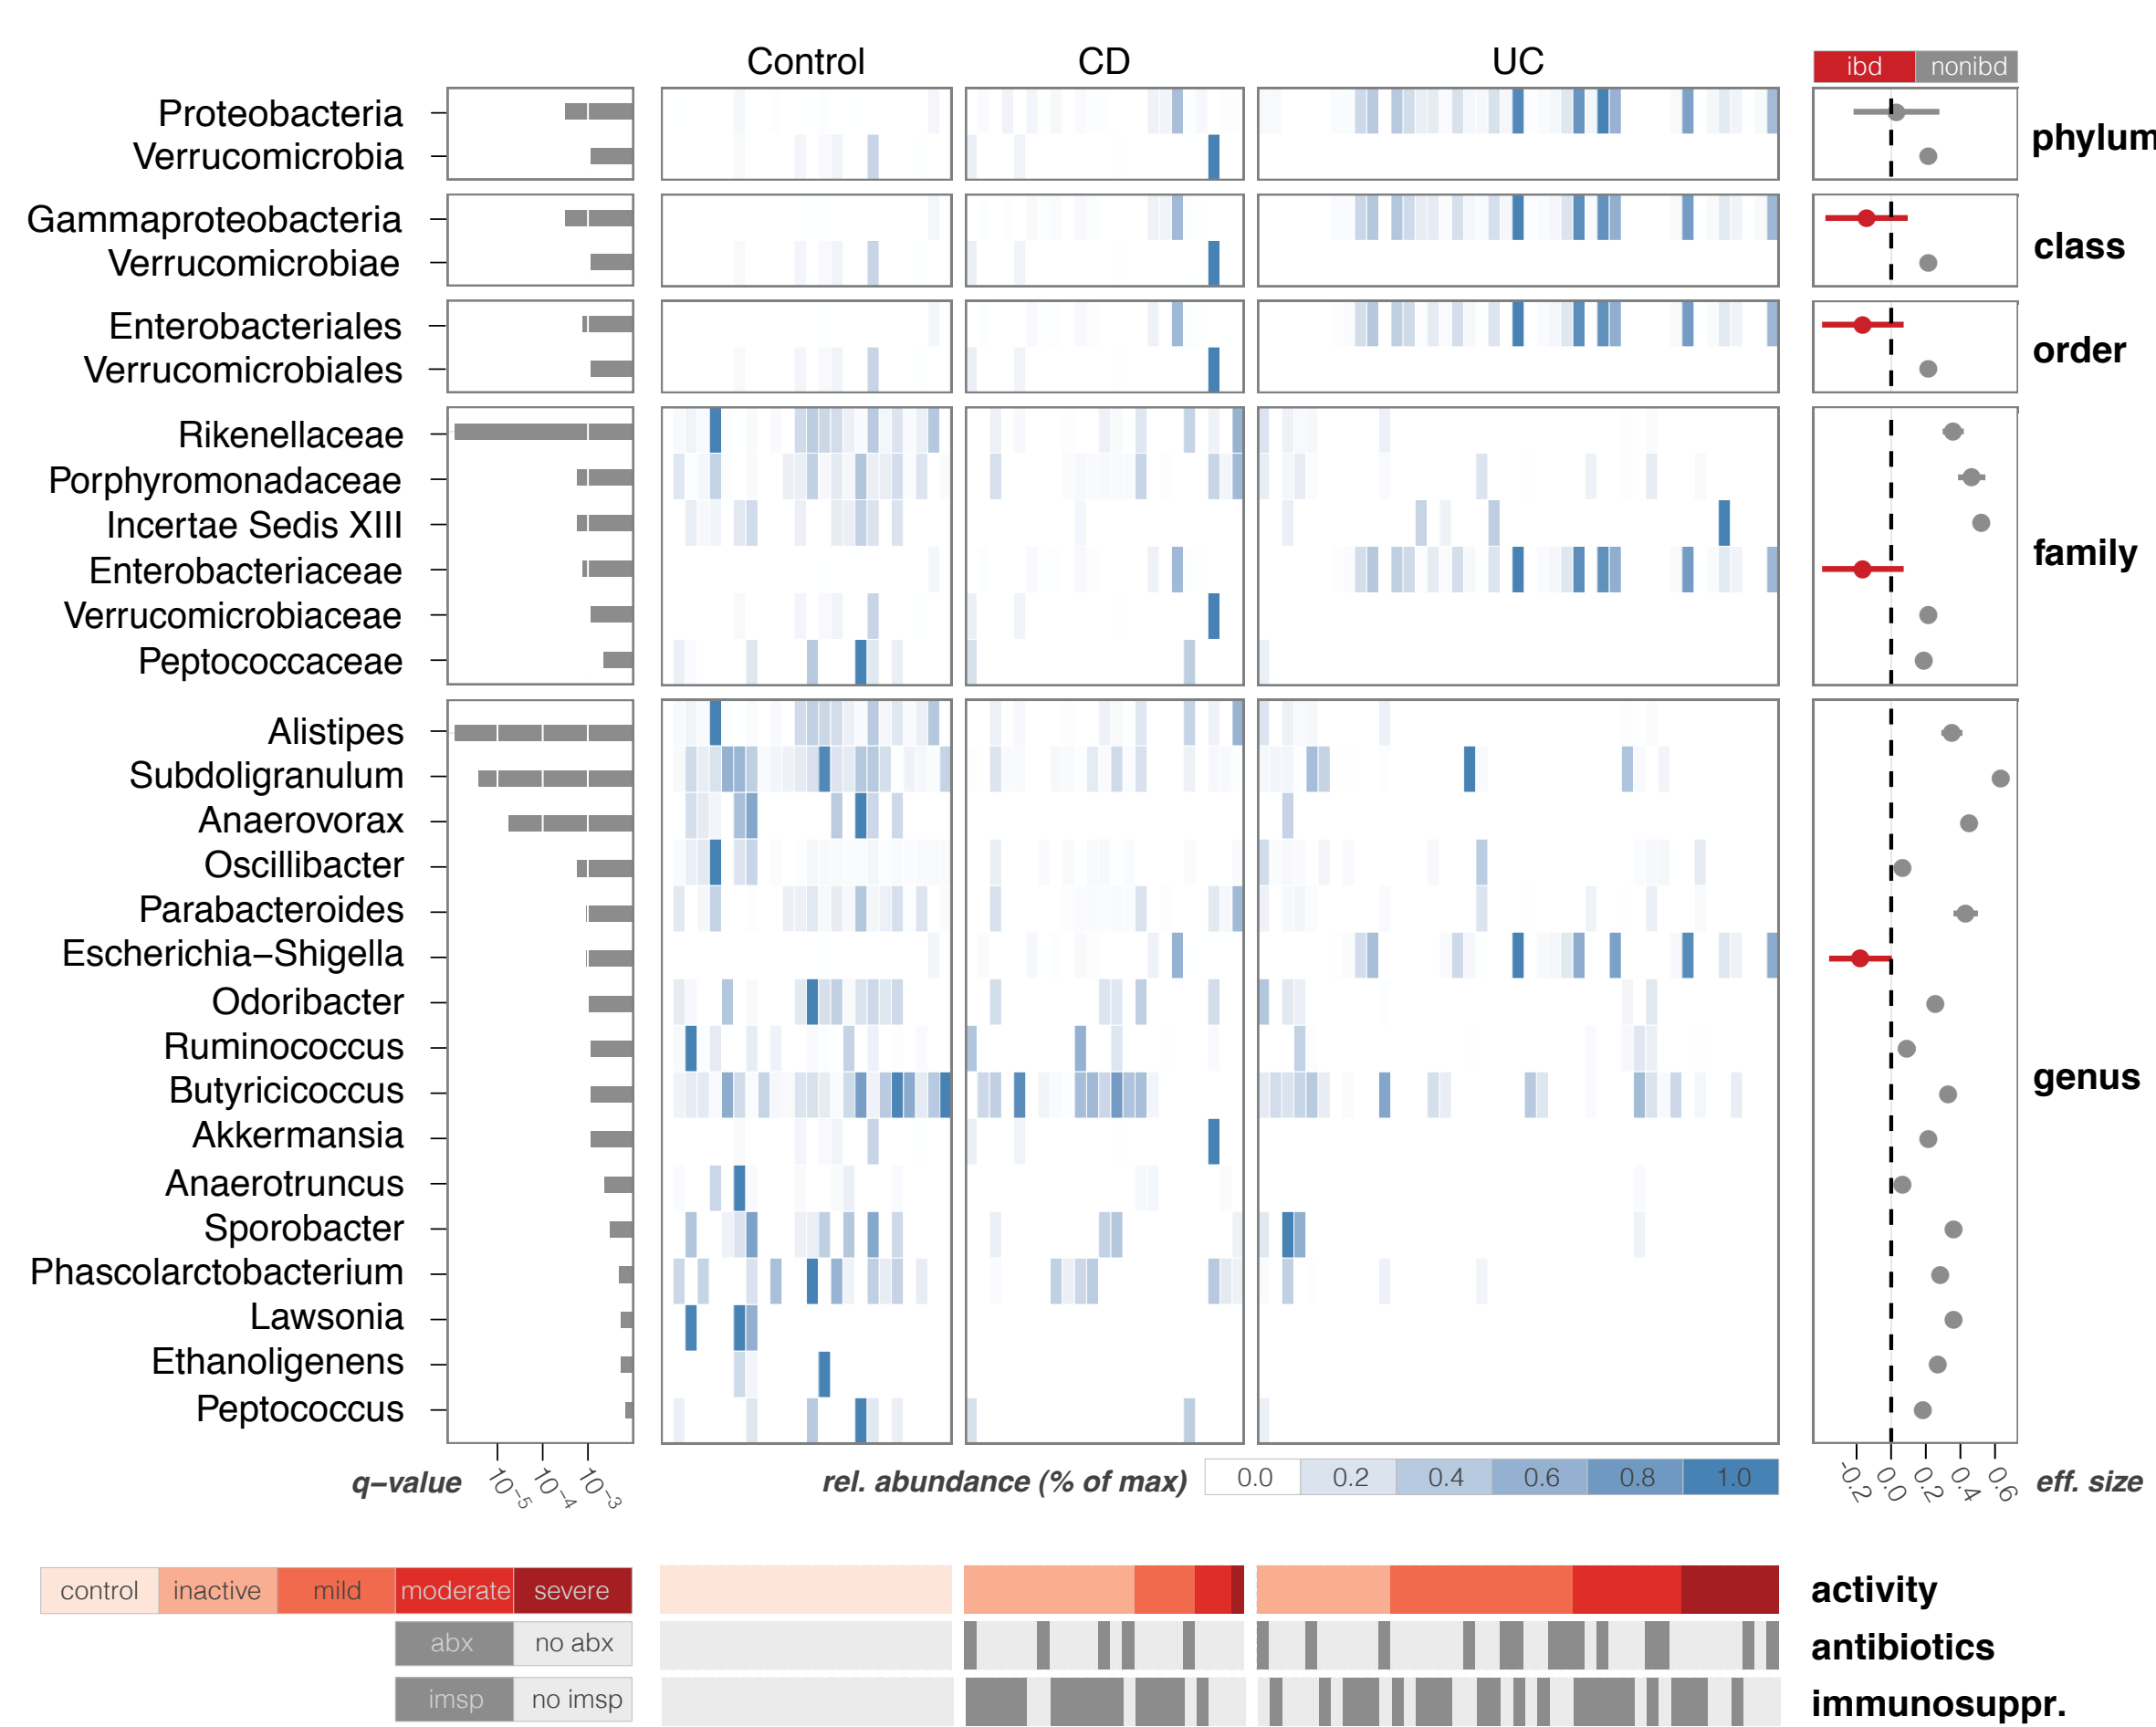 Control CD UC ibd nonibd
Proteobacteria
Verrucomicrobia
phylum
Gammaproteobacteria
Verrucomicrobiae
class
Enterobacteriales
Verrucomicrobiales
order
Rikenellaceae
Porphyromonadaceae
Incertae Sedis XIII
Enterobacteriaceae
Verrucomicrobiaceae
Peptococcaceae
family
Alistipes
Subdoligranulum
Anaerovorax
Oscillibacter
Parabacteroides
Escherichia−Shigella
Odoribacter
Ruminococcus
Butyricicoccus
Akkermansia
Anaerotruncus
Sporobacter
Phascolarctobacterium
Lawsonia
Ethanoligenens
Peptococcus
genus
q−value 10⁻⁵ 10⁻⁴ 10⁻³ rel. abundance (% of max) 0.0 0.2 0.4 0.6 0.8 1.0 -0.2 0.0 0.2 0.4 0.6 eff. size
control inactive mild moderate severe activity
abx no abx antibiotics
imsp no imsp immunosuppr.